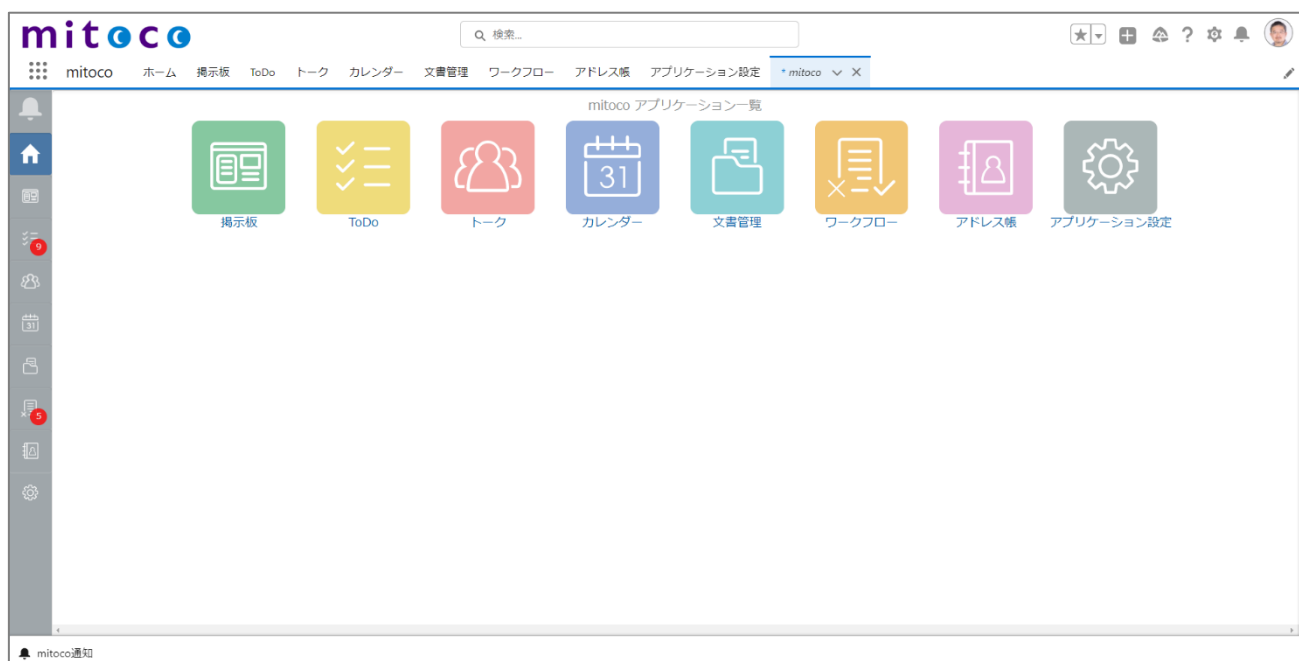 mitoco
検索...
mitoco ホーム 掲示板 ToDo トーク カレンダー 文書管理 ワークフロー アドレス帳 アプリケーション設定 * mitoco
mitoco アプリケーション一覧
31
掲示板 ToDo トーク カレンダー 文書管理 ワークフロー アドレス帳 アプリケーション設定
9
31
5
mitoco通知